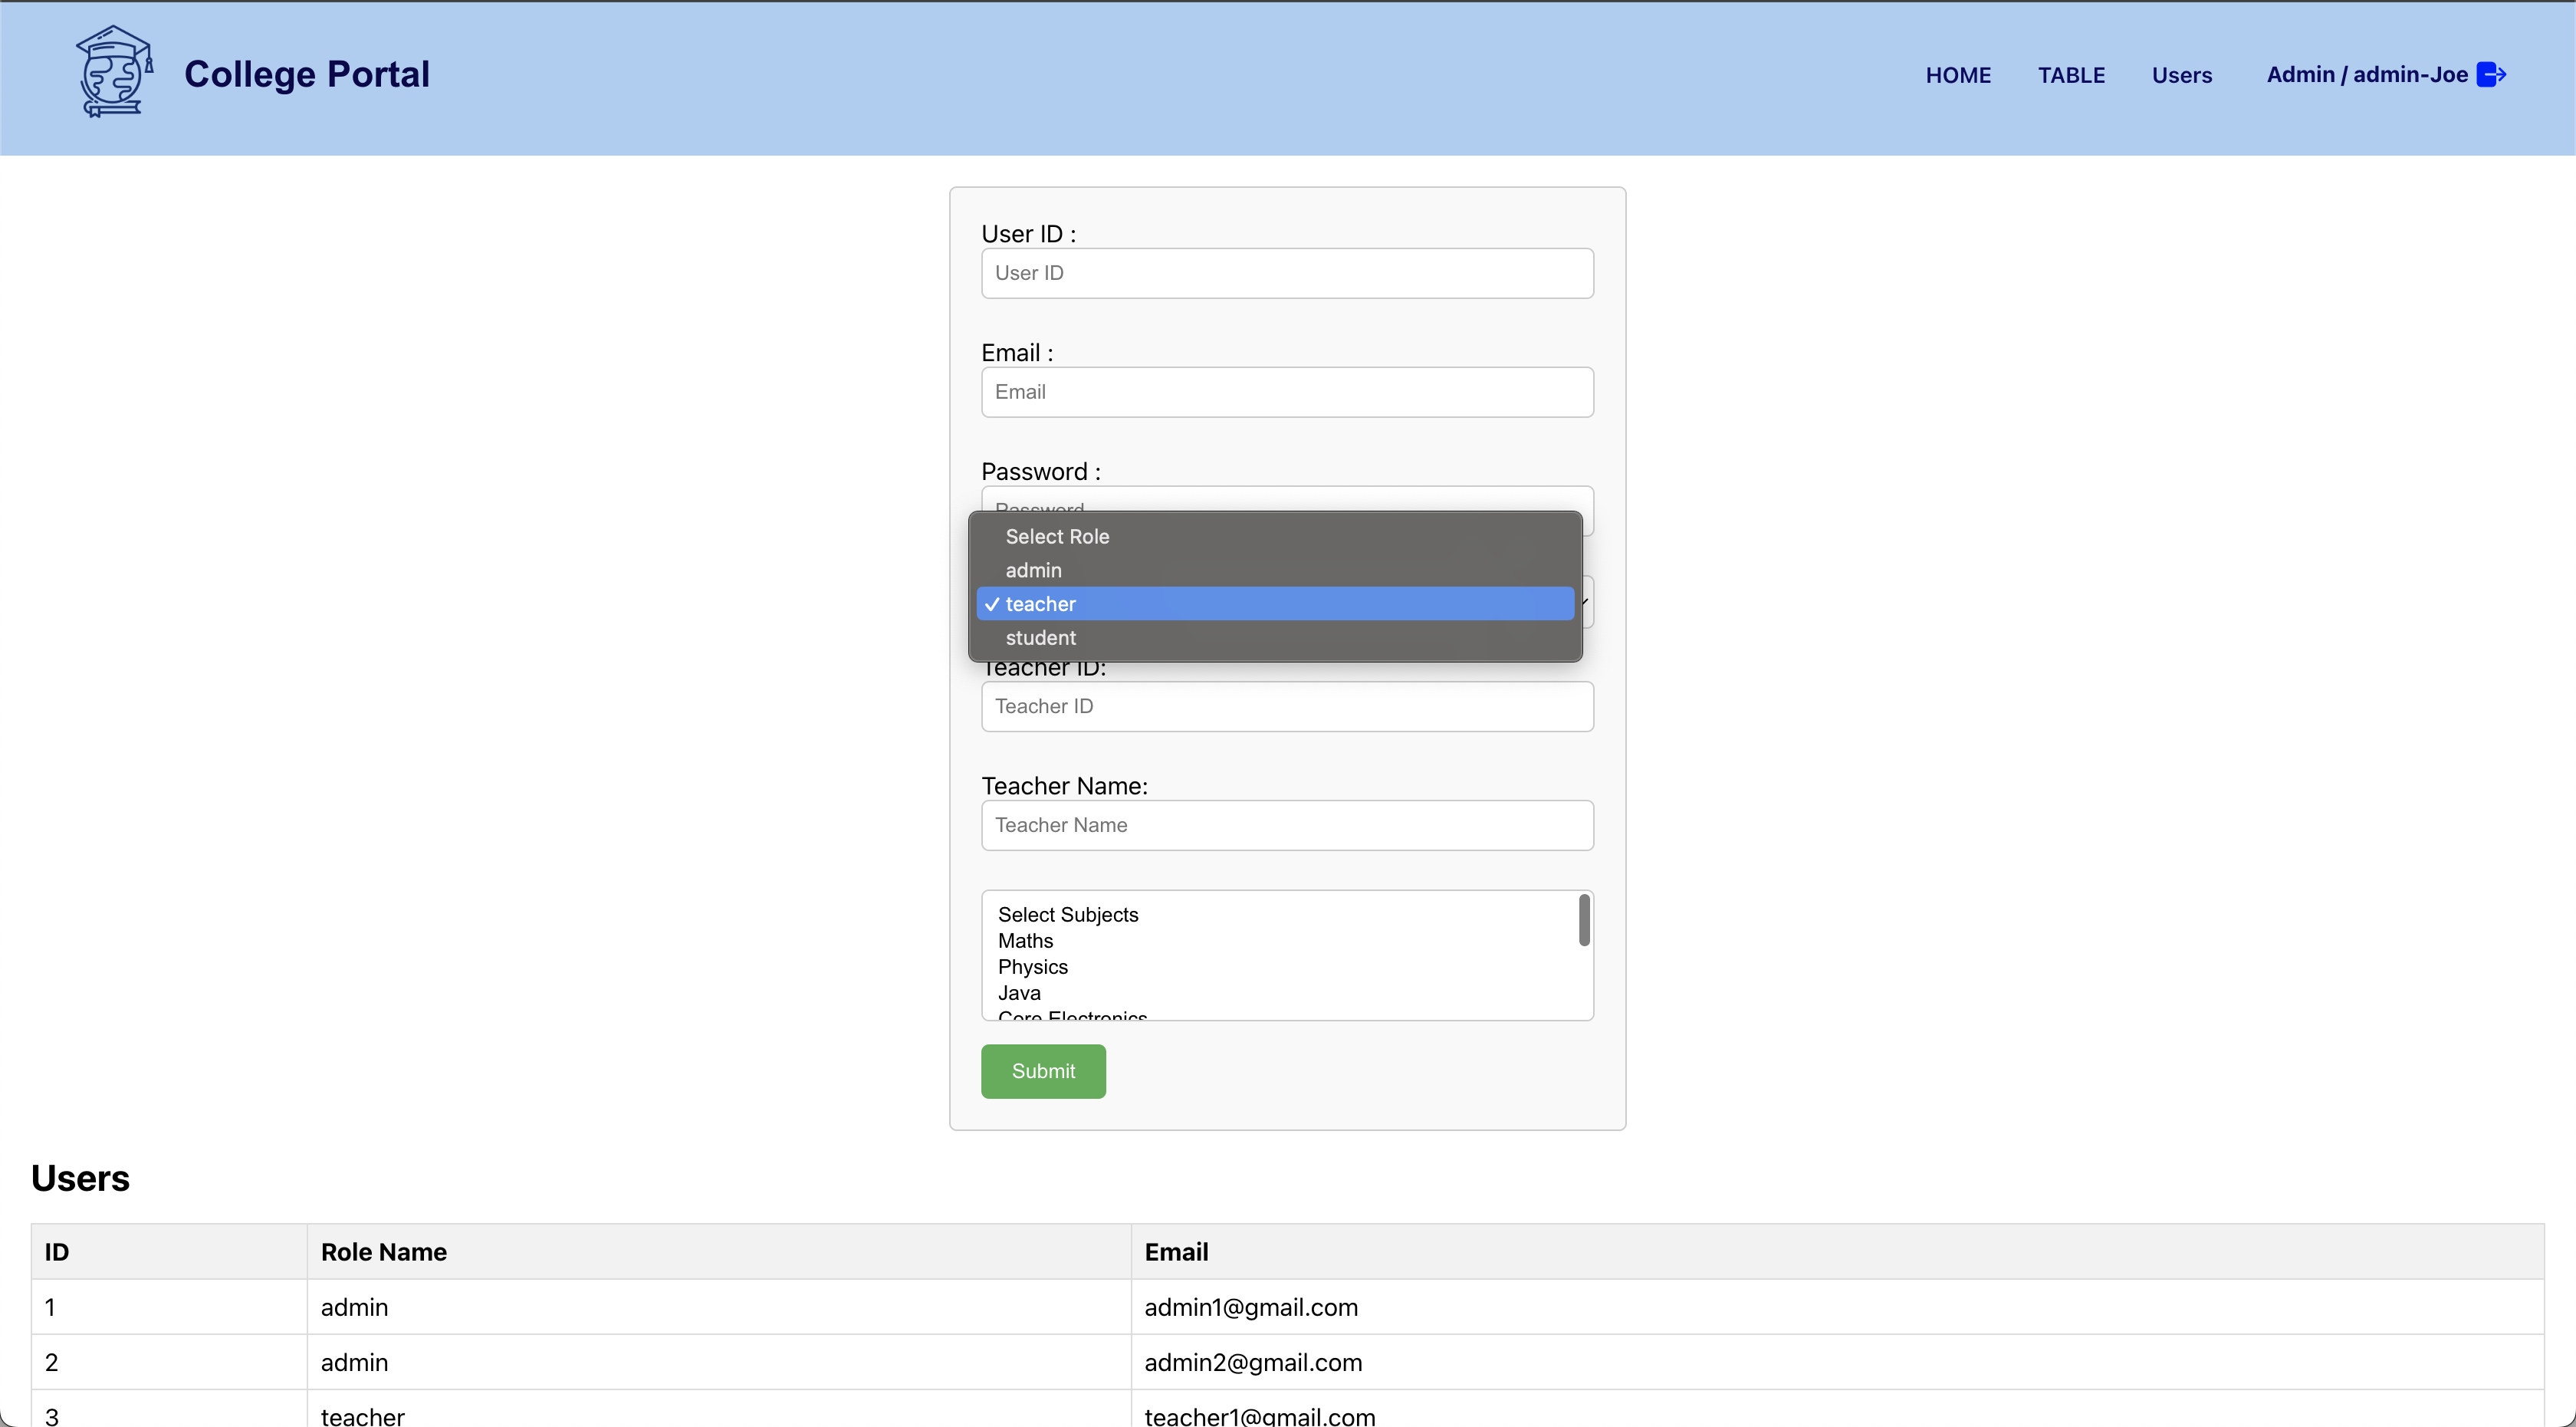 College Portal
HOME TABLE Users Admin / admin-Joe
User ID :
User ID
Email :
Email
Password :
Password
Select Role
admin
✓ teacher
student
Teacher ID:
Teacher ID
Teacher Name:
Teacher Name
Select Subjects
Maths
Physics
Java
Core Electronics
Submit
Users
ID Role Name Email
1 admin admin1@gmail.com
2 admin admin2@gmail.com
3 teacher teacher1@gmail.com